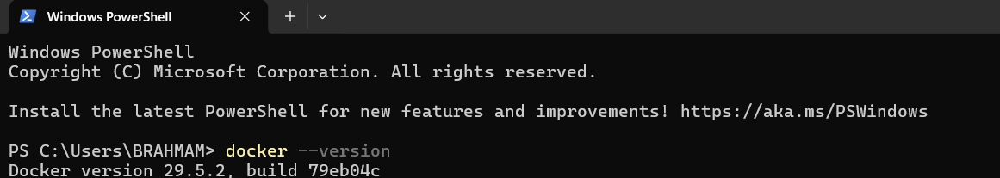 Windows PowerShell
Windows PowerShell
Copyright (C) Microsoft Corporation. All rights reserved.
Install the latest PowerShell for new features and improvements! https://aka.ms/PSWindows
PS C:\Users\BRAHMAM> docker --version
Docker version 29.5.2, build 79eb04c